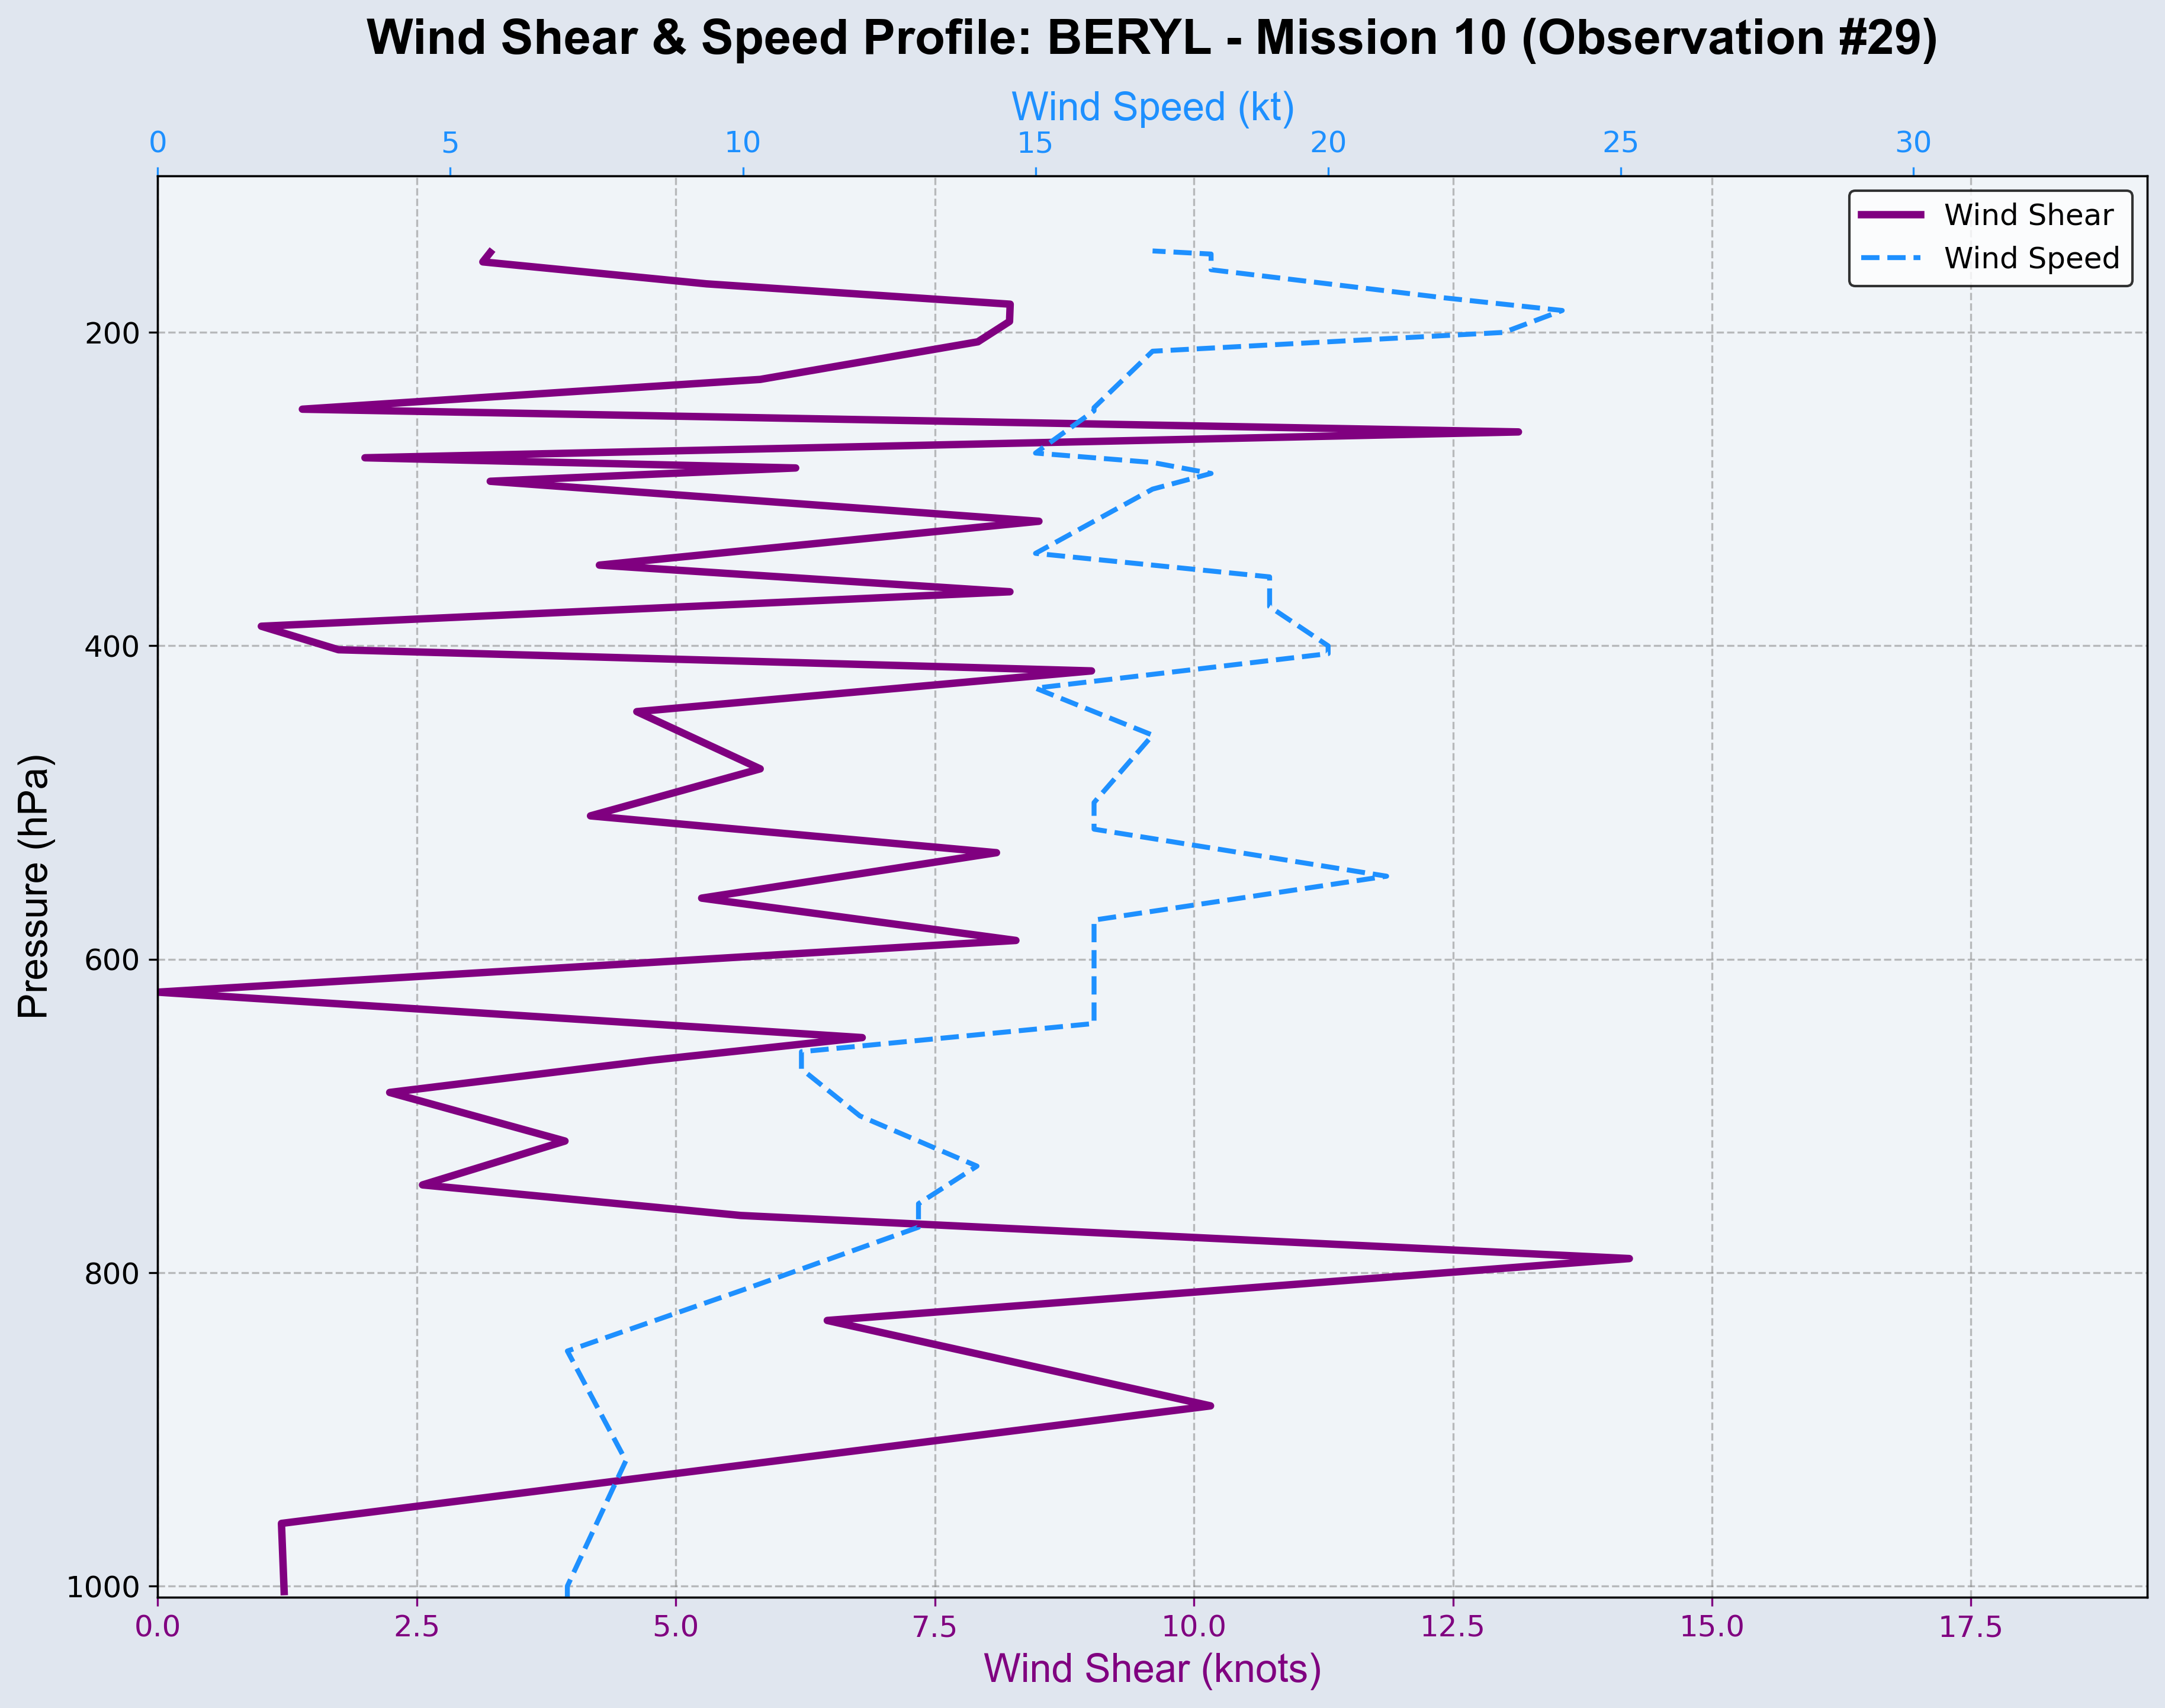 Wind Shear & Speed Profile: BERYL - Mission 10 (Observation #29)
Wind Speed (kt)
0 5 10 15 20 25 30
Wind Shear
Wind Speed
200
400
600
800
1000
Pressure (hPa)
0.0 2.5 5.0 7.5 10.0 12.5 15.0 17.5
Wind Shear (knots)